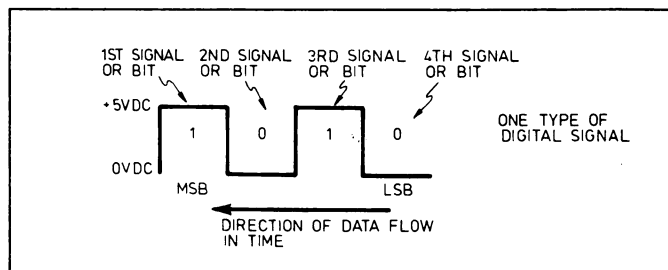 1ST SIGNAL OR BIT
2ND SIGNAL OR BIT
3RD SIGNAL OR BIT
4TH SIGNAL OR BIT
+5VDC
1 0 1 0
ONE TYPE OF
DIGITAL SIGNAL
0VDC
MSB LSB
DIRECTION OF DATA FLOW
IN TIME